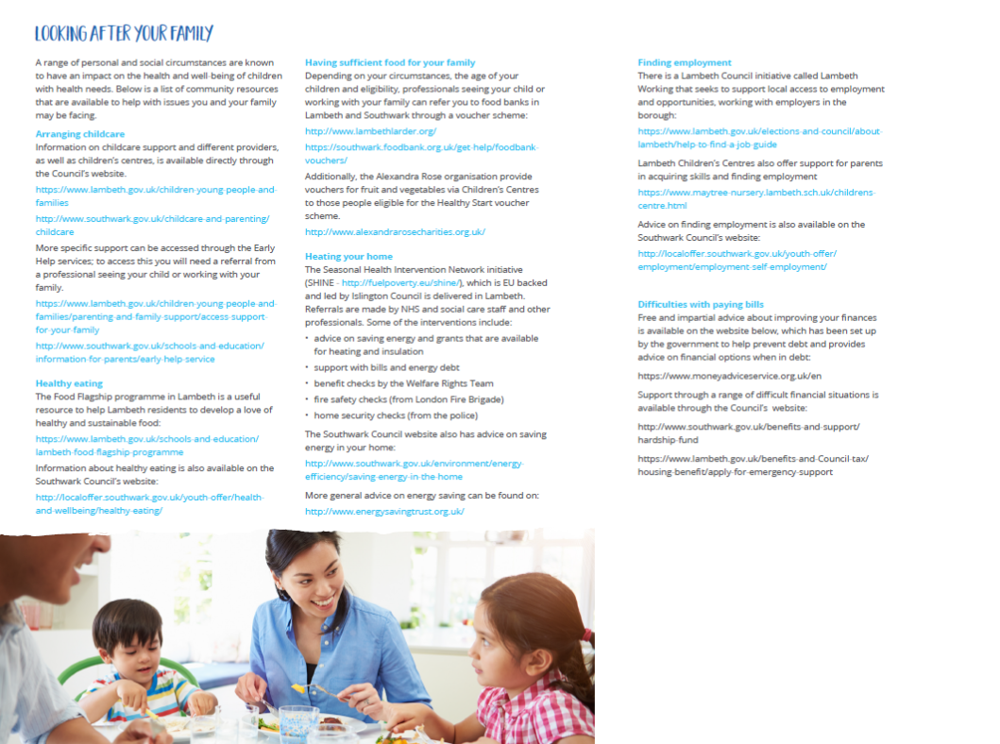 LOOKING AFTER YOUR FAMILY
A range of personal and social circumstances are known
to have an impact on the health and well-being of children
with health needs. Below is a list of community resources
that are available to help with issues you and your family
may be facing.
Arranging childcare
Information on childcare support and different providers,
as well as children's centres, is available directly through
the Council's website.
https://www.lambeth.gov.uk/children-young-people-and-
families
http://www.southwark.gov.uk/childcare-and-parenting/
childcare
More specific support can be accessed through the Early
Help services; to access this you will need a referral from
a professional seeing your child or working with your
family.
https://www.lambeth.gov.uk/children-young-people-and-
families/parenting-and-family-support/access-support-
for-your-family
http://www.southwark.gov.uk/schools-and-education/
information-for-parents/early-help-service
Healthy eating
The Food Flagship programme in Lambeth is a useful
resource to help Lambeth residents to develop a love of
healthy and sustainable food:
https://www.lambeth.gov.uk/schools-and-education/
lambeth-food-flagship-programme
Information about healthy eating is also available on the
Southwark Council's website:
http://localoffer.southwark.gov.uk/youth-offer/health-
and-wellbeing/healthy-eating/
Having sufficient food for your family
Depending on your circumstances, the age of your
children and eligibility, professionals seeing your child or
working with your family can refer you to food banks in
Lambeth and Southwark through a voucher scheme:
http://www.lambethlarder.org/
https://southwark.foodbank.org.uk/get-help/foodbank-
vouchers/
Additionally, the Alexandra Rose organisation provide
vouchers for fruit and vegetables via Children's Centres
to those people eligible for the Healthy Start voucher
scheme.
http://www.alexandrarosecharities.org.uk/
Heating your home
The Seasonal Health Intervention Network initiative
(SHINE - http://fuelpoverty.eu/shine/), which is EU backed
and led by Islington Council is delivered in Lambeth.
Referrals are made by NHS and social care staff and other
professionals. Some of the interventions include:
• advice on saving energy and grants that are available
for heating and insulation
• support with bills and energy debt
• benefit checks by the Welfare Rights Team
• fire safety checks (from London Fire Brigade)
• home security checks (from the police)
The Southwark Council website also has advice on saving
energy in your home:
http://www.southwark.gov.uk/environment/energy-
efficiency/saving-energy-in-the-home
More general advice on energy saving can be found on:
http://www.energysavingtrust.org.uk/
Finding employment
There is a Lambeth Council initiative called Lambeth
Working that seeks to support local access to employment
and opportunities, working with employers in the
borough:
https://www.lambeth.gov.uk/elections-and-council/about-
lambeth/help-to-find-a-job-guide
Lambeth Children's Centres also offer support for parents
in acquiring skills and finding employment
https://www.maytree-nursery.lambeth.sch.uk/childrens-
centre.html
Advice on finding employment is also available on the
Southwark Council's website:
http://localoffer.southwark.gov.uk/youth-offer/
employment/employment-self-employment/
Difficulties with paying bills
Free and impartial advice about improving your finances
is available on the website below, which has been set up
by the government to help prevent debt and provides
advice on financial options when in debt:
https://www.moneyadviceservice.org.uk/en
Support through a range of difficult financial situations is
available through the Council's website:
http://www.southwark.gov.uk/benefits-and-support/
hardship-fund
https://www.lambeth.gov.uk/benefits-and-Council-tax/
housing-benefit/apply-for-emergency-support